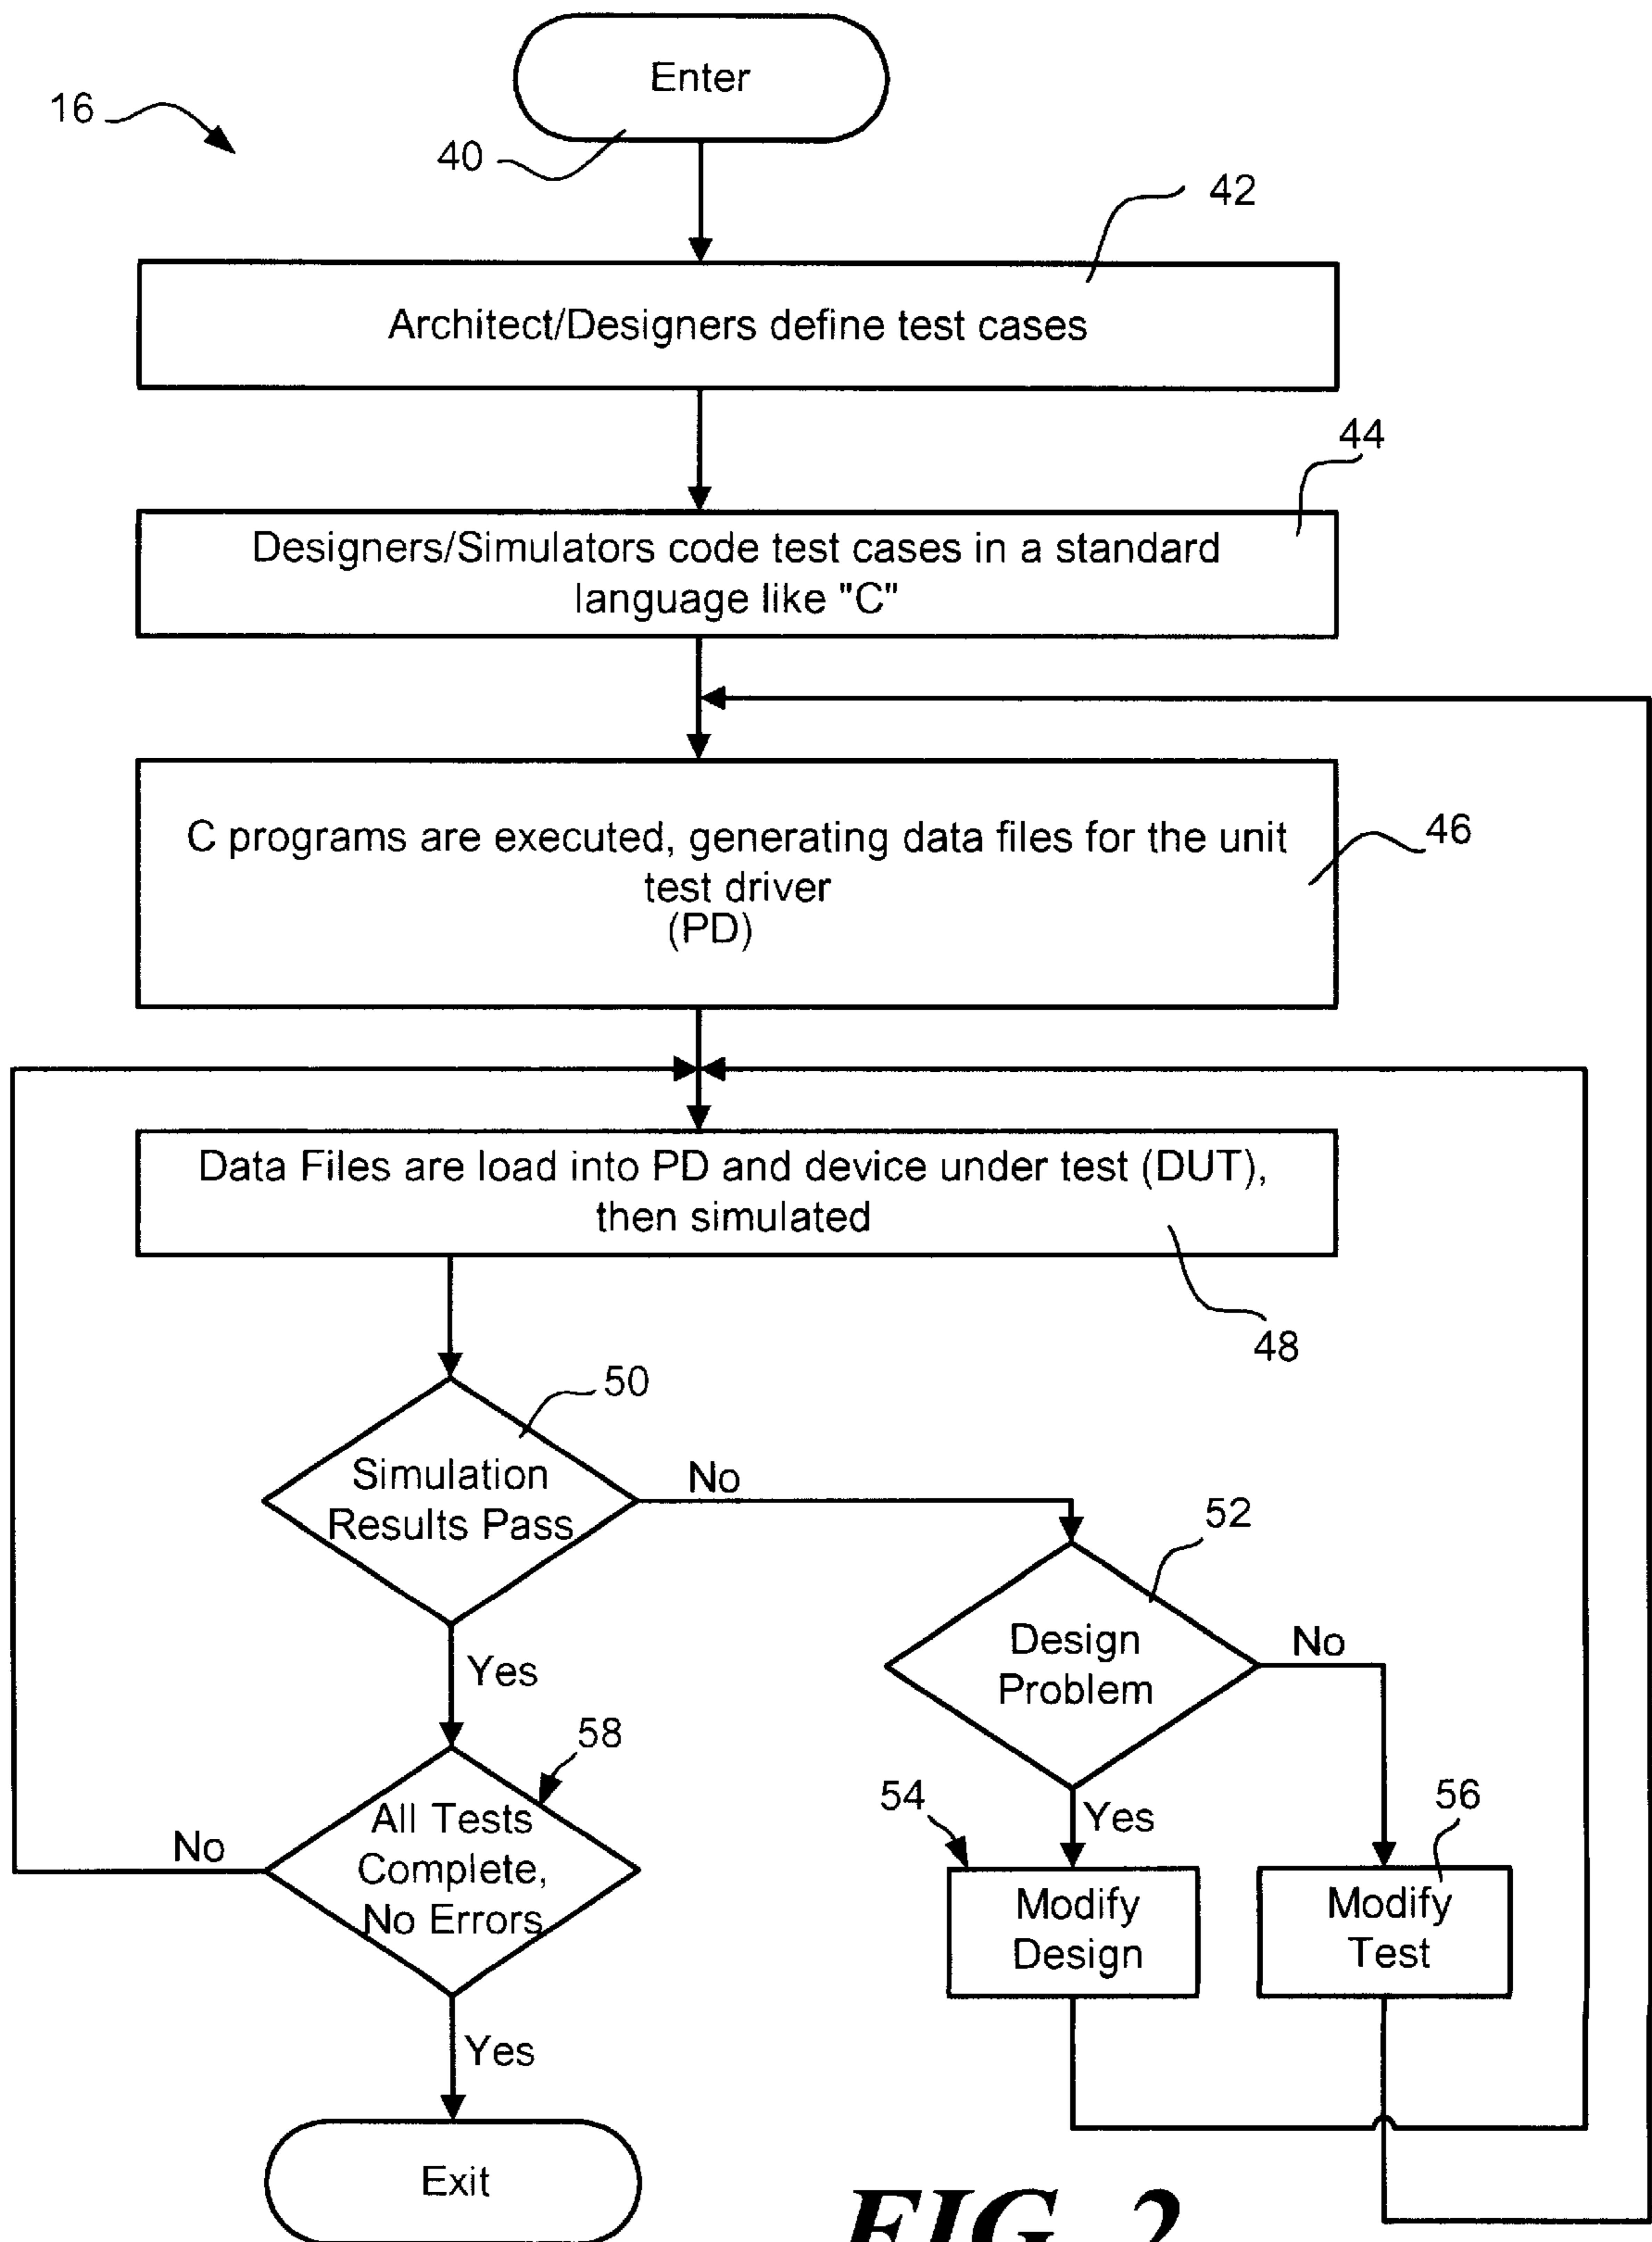 Enter
16
40
42
Architect/Designers define test cases
44
Designers/Simulators code test cases in a standard
language like "C"
C programs are executed, generating data files for the unit
test driver
(PD)
46
Data Files are load into PD and device under test (DUT),
then simulated
48
50
Simulation
Results Pass
No
52
Design
Problem
No
Yes
58
All Tests
Complete,
No Errors
No
54
Yes
56
Modify
Design
Modify
Test
Yes
Exit
FIG. 2